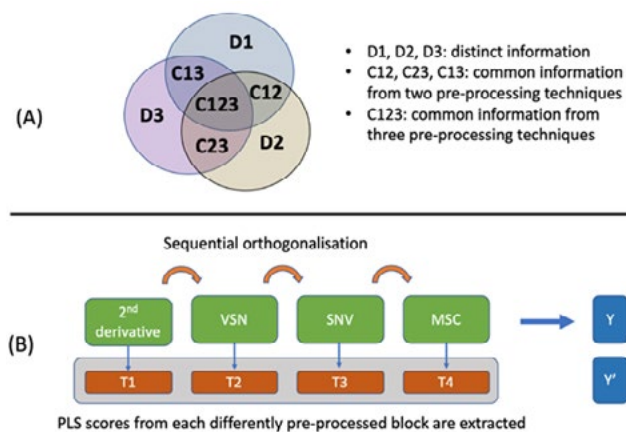 (A)
D1
C13
C12
C123
D3
C23
D2
• D1, D2, D3: distinct information
• C12, C23, C13: common information
from two pre-processing techniques
• C123: common information from
three pre-processing techniques
Sequential orthogonalisation
(B)
2nd
derivative
VSN
SNV
MSC
Y
T1
T2
T3
T4
Y'
PLS scores from each differently pre-processed block are extracted